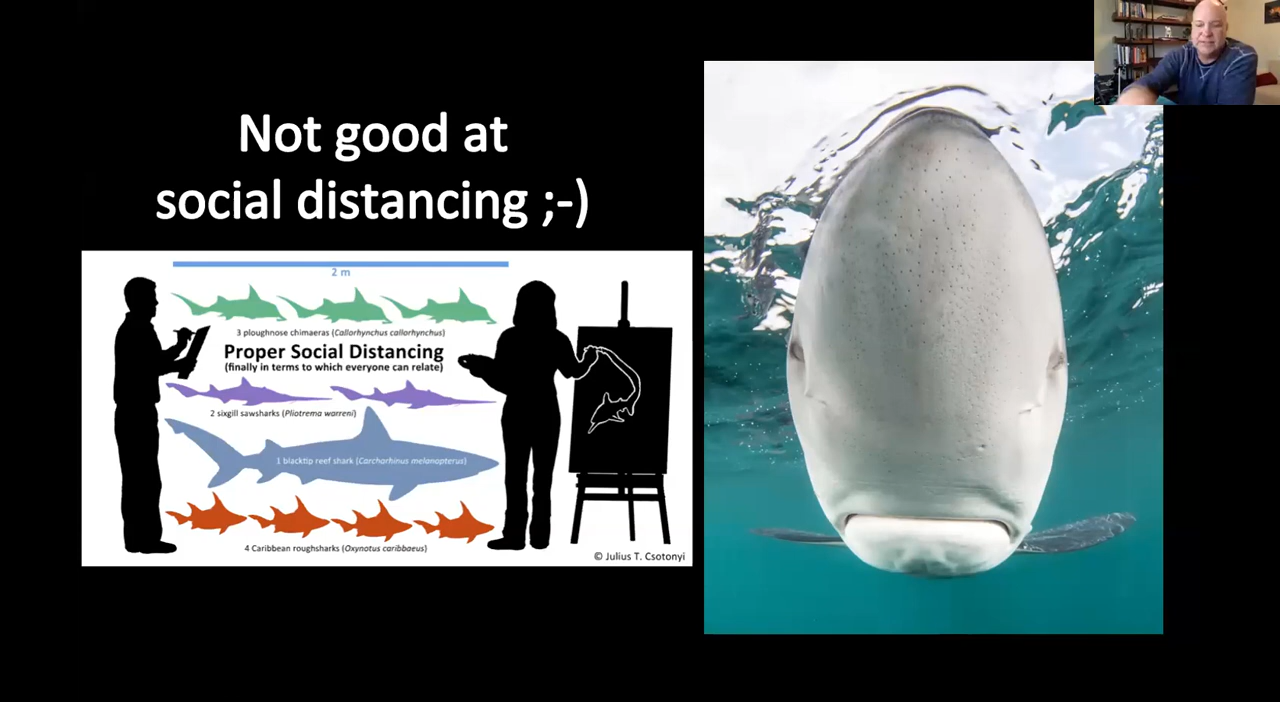 Not good at
social distancing ;-)
2 m
3 ploughnose chimaeras (Callorhynchus callorhynchus)
Proper Social Distancing
(finally in terms to which everyone can relate)
2 sixgill sawsharks (Pliotrema warreni)
1 blacktip reef shark (Carcharhinus melanopterus)
4 Caribbean roughsharks (Oxynotus caribbaeus)
© Julius T. Csotonyi